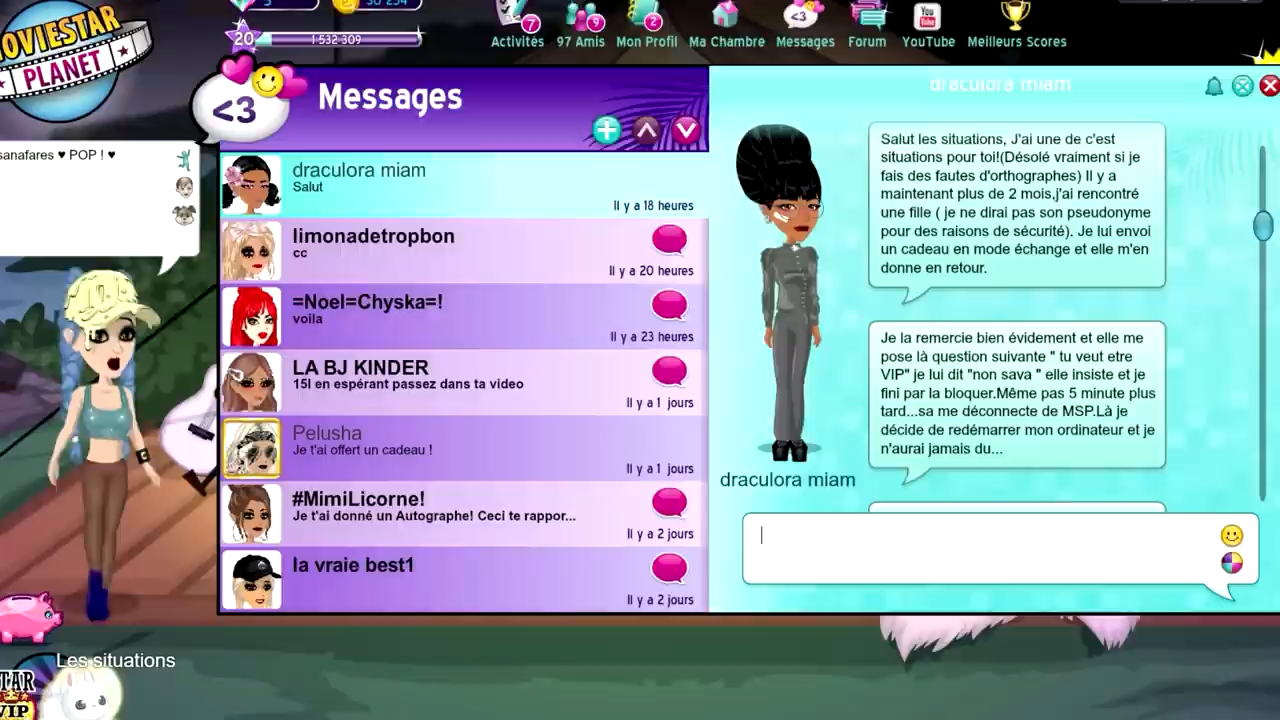 MOVIESTAR
PLANET
20
1 532 309
7
Activités
9
97 Amis
2
Mon Profil
Ma Chambre
<3
Messages
Forum
You
Tube
YouTube
Meilleurs Scores
sanafares ♥ POP ! ♥
<3
Messages
draculora miam
Salut
Il y a 18 heures
limonadetropbon
cc
Il y a 20 heures
=Noel=Chyska=!
voila
Il y a 23 heures
LA BJ KINDER
15l en espérant passez dans ta video
Il y a 1 jours
Pelusha
Je t'ai offert un cadeau !
Il y a 1 jours
#MimiLicorne!
Je t'ai donné un Autographe! Ceci te rappor...
Il y a 2 jours
la vraie best1
Il y a 2 jours
draculora miam
Salut les situations, J'ai une de c'est
situations pour toi!(Désolé vraiment si je
fais des fautes d'orthographes) Il y a
maintenant plus de 2 mois,j'ai rencontré
une fille ( je ne dirai pas son pseudonyme
pour des raisons de sécurité). Je lui envoi
un cadeau en mode échange et elle m'en
donne en retour.
Je la remercie bien évidement et elle me
pose là question suivante " tu veut etre
VIP" je lui dit "non sava " elle insiste et je
fini par la bloquer.Même pas 5 minute plus
tard...sa me déconnecte de MSP.Là je
décide de redémarrer mon ordinateur et je
n'aurai jamais du...
draculora miam
Les situations
STAR
VIP